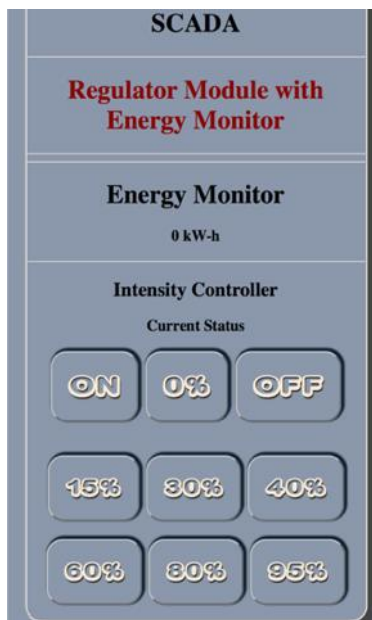 SCADA
Regulator Module with
Energy Monitor
Energy Monitor
0 kW-h
Intensity Controller
Current Status
ON 0% OFF
15% 30% 40%
60% 80% 95%